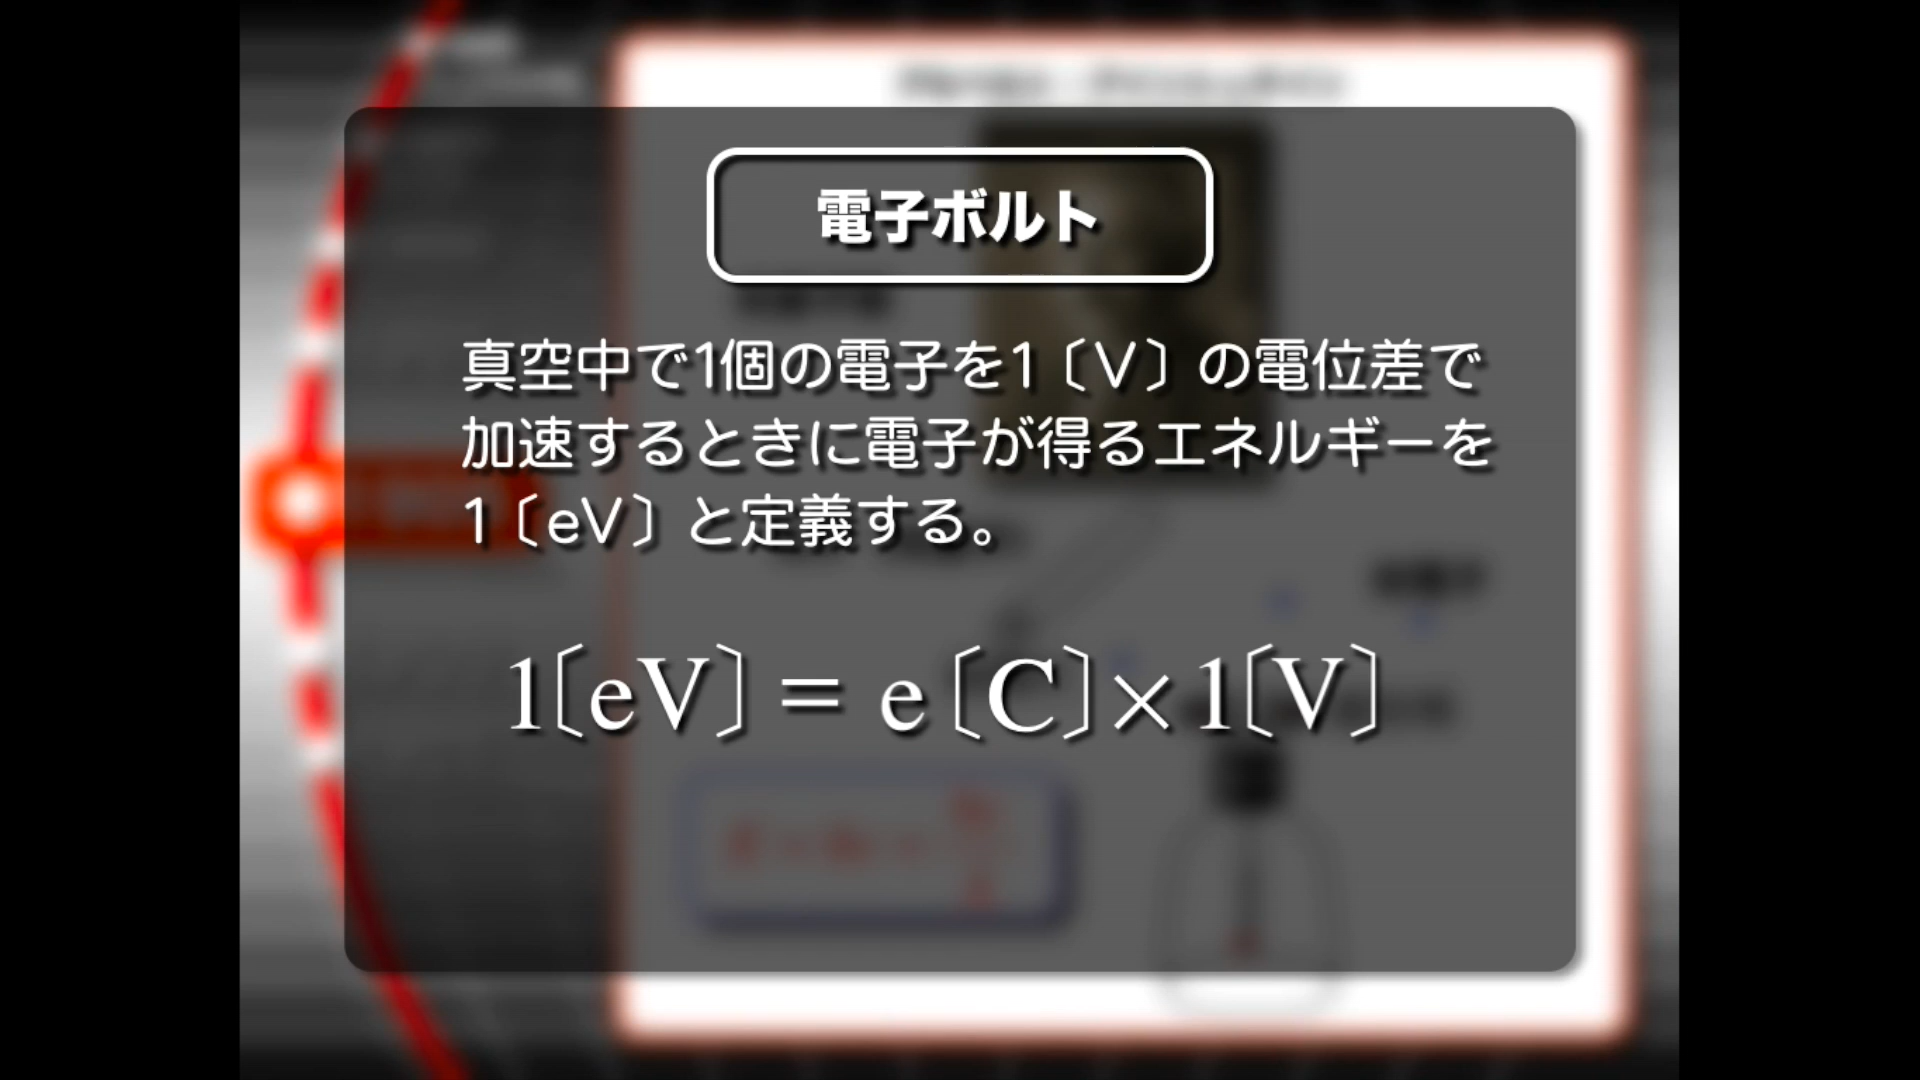 電子ボルト
真空中で1個の電子を1〔V〕の電位差で
加速するときに電子が得るエネルギーを
1〔eV〕と定義する。
1〔eV〕= e〔C〕×1〔V〕